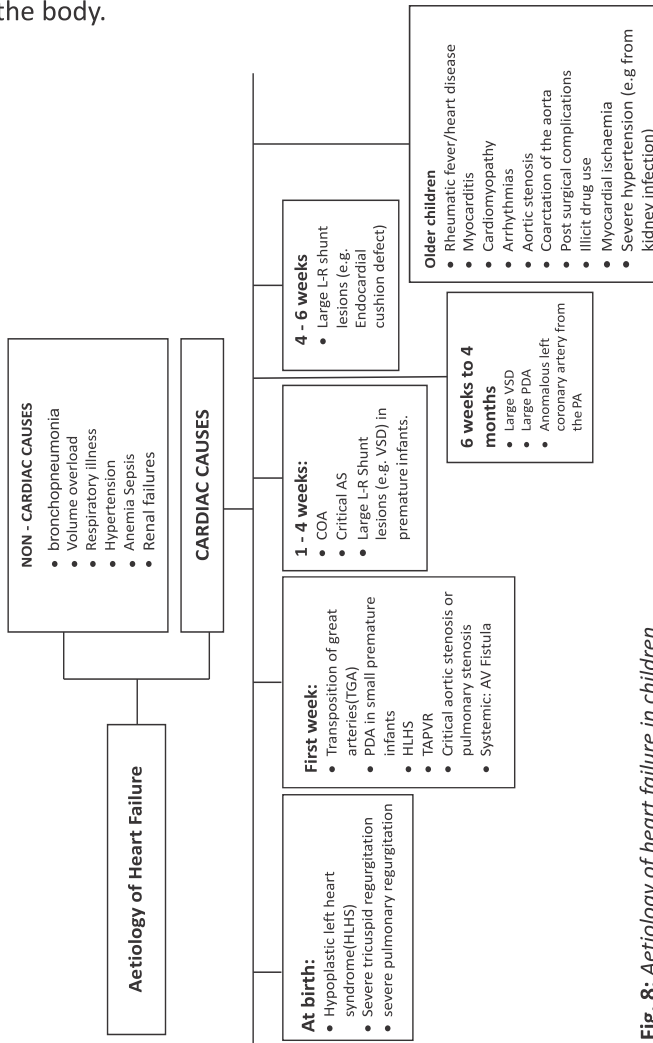 the body.
Aetiology of Heart Failure
NON - CARDIAC CAUSES
• bronchopneumonia
• Volume overload
• Respiratory illness
• Hypertension
• Anemia Sepsis
• Renal failures
CARDIAC CAUSES
At birth:
• Hypoplastic left heart
syndrome(HLHS)
• Severe tricuspid regurgitation
• severe pulmonary regurgitation
First week:
• Transposition of great
arteries(TGA)
• PDA in small premature
infants
• HLHS
• TAPVR
• Critical aortic stenosis or
pulmonary stenosis
• Systemic: AV Fistula
1 - 4 weeks:
• COA
• Critical AS
• Large L-R Shunt
lesions (e.g. VSD) in
premature infants.
4 - 6 weeks
• Large L-R shunt
lesions (e.g.
Endocardial
cushion defect)
6 weeks to 4
months
• Large VSD
• Large PDA
• Anomalous left
coronary artery from
the PA
Older children
• Rheumatic fever/heart disease
• Myocarditis
• Cardiomyopathy
• Arrhythmias
• Aortic stenosis
• Coarctation of the aorta
• Post surgical complications
• Illicit drug use
• Myocardial ischaemia
• Severe hypertension (e.g from
kidney infection)
Fig. 8: Aetiology of heart failure in children